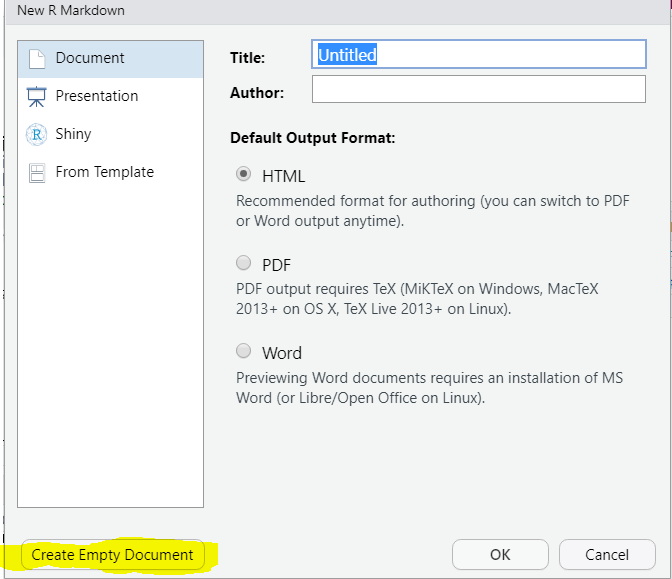 New R Markdown
Document
Presentation
Shiny
From Template
Title: Untitled
Author:
Default Output Format:
HTML
Recommended format for authoring (you can switch to PDF
or Word output anytime).
PDF
PDF output requires TeX (MiKTeX on Windows, MacTeX
2013+ on OS X, TeX Live 2013+ on Linux).
Word
Previewing Word documents requires an installation of MS
Word (or Libre/Open Office on Linux).
Create Empty Document
OK
Cancel